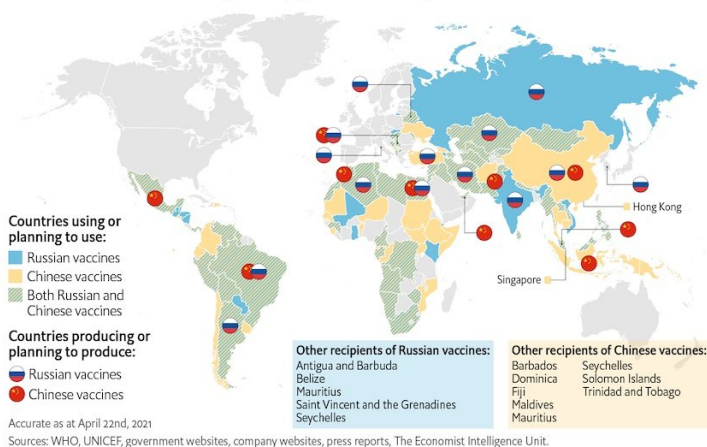 Hong Kong
Singapore
Countries using or
planning to use:
Russian vaccines
Chinese vaccines
Both Russian and
Chinese vaccines
Countries producing or
planning to produce:
Russian vaccines
Chinese vaccines
Other recipients of Russian vaccines:
Antigua and Barbuda
Belize
Mauritius
Saint Vincent and the Grenadines
Seychelles
Other recipients of Chinese vaccines:
Barbados
Dominica
Fiji
Maldives
Mauritius
Seychelles
Solomon Islands
Trinidad and Tobago
Accurate as at April 22nd, 2021
Sources: WHO, UNICEF, government websites, company websites, press reports, The Economist Intelligence Unit.